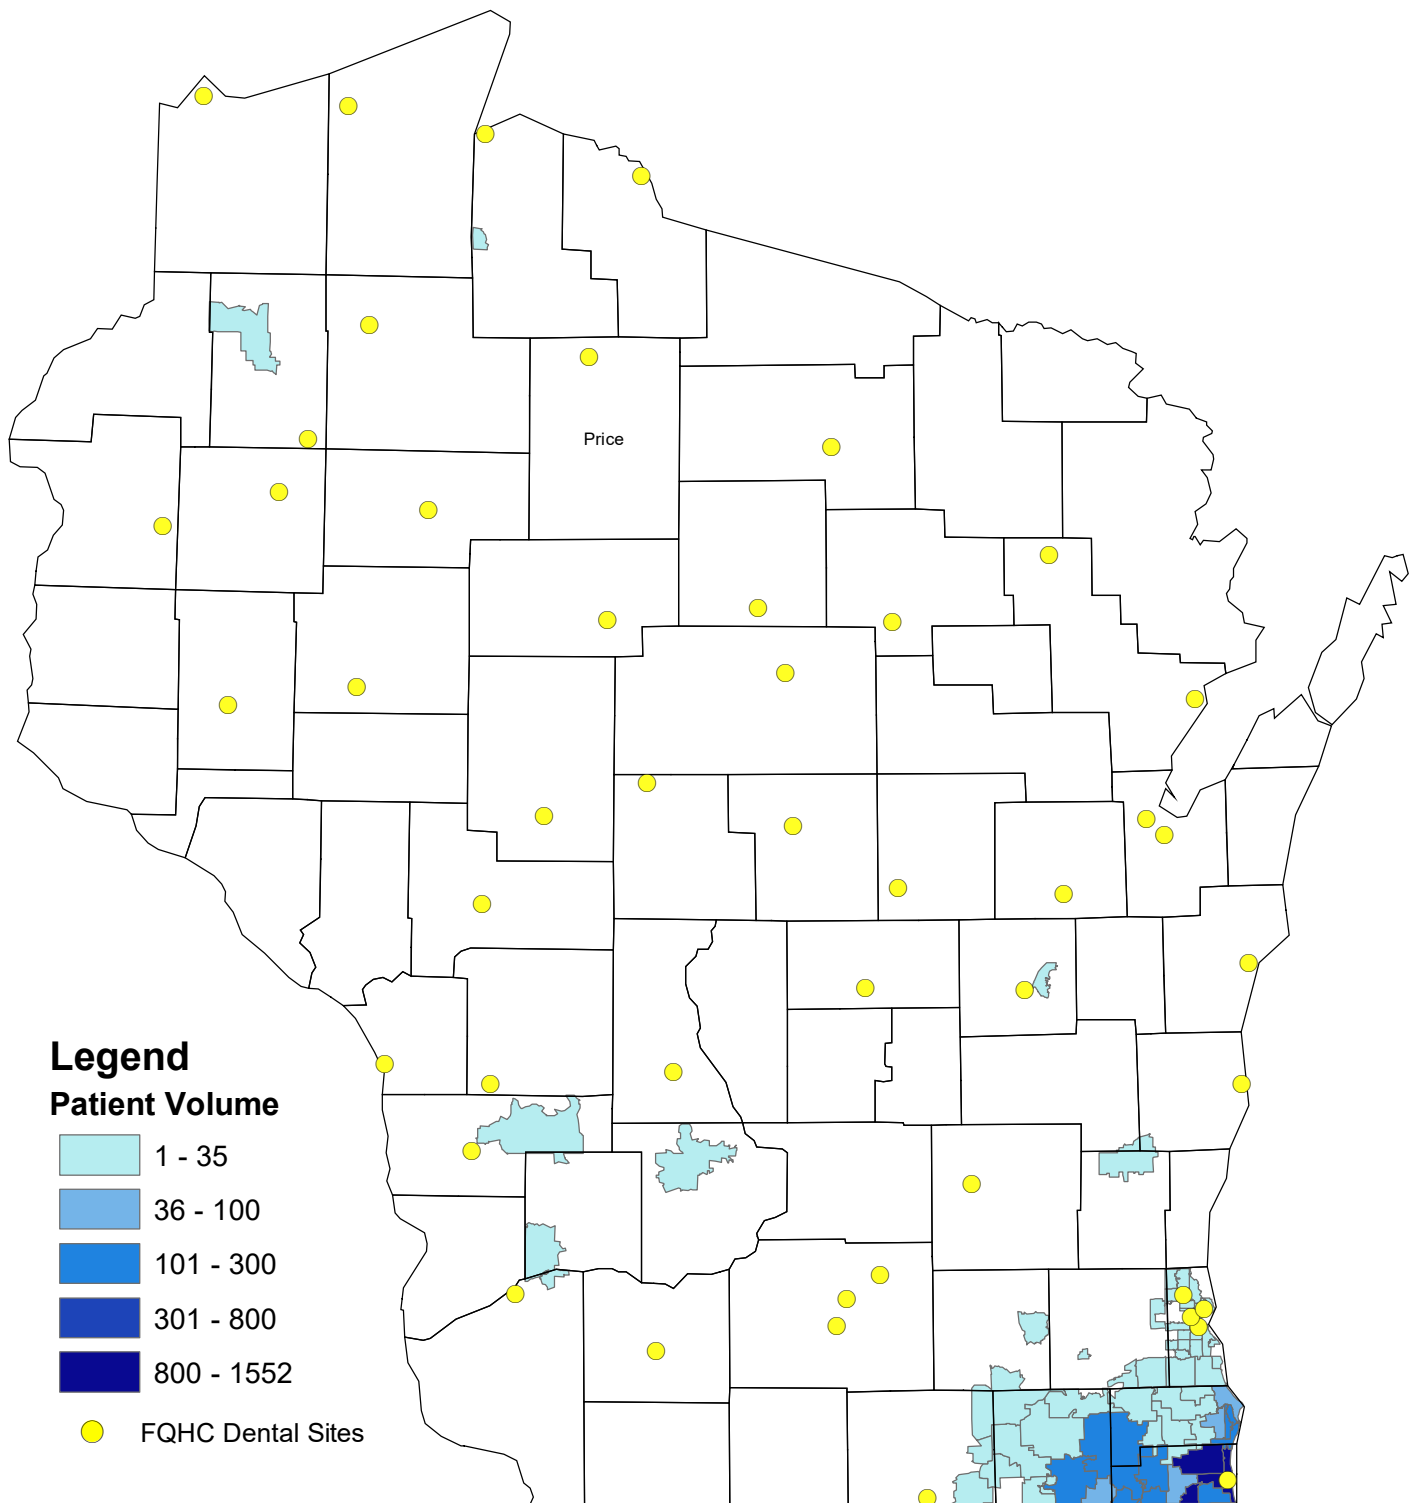 Price
Legend
Patient Volume
1 - 35
36 - 100
101 - 300
301 - 800
800 - 1552
FQHC Dental Sites